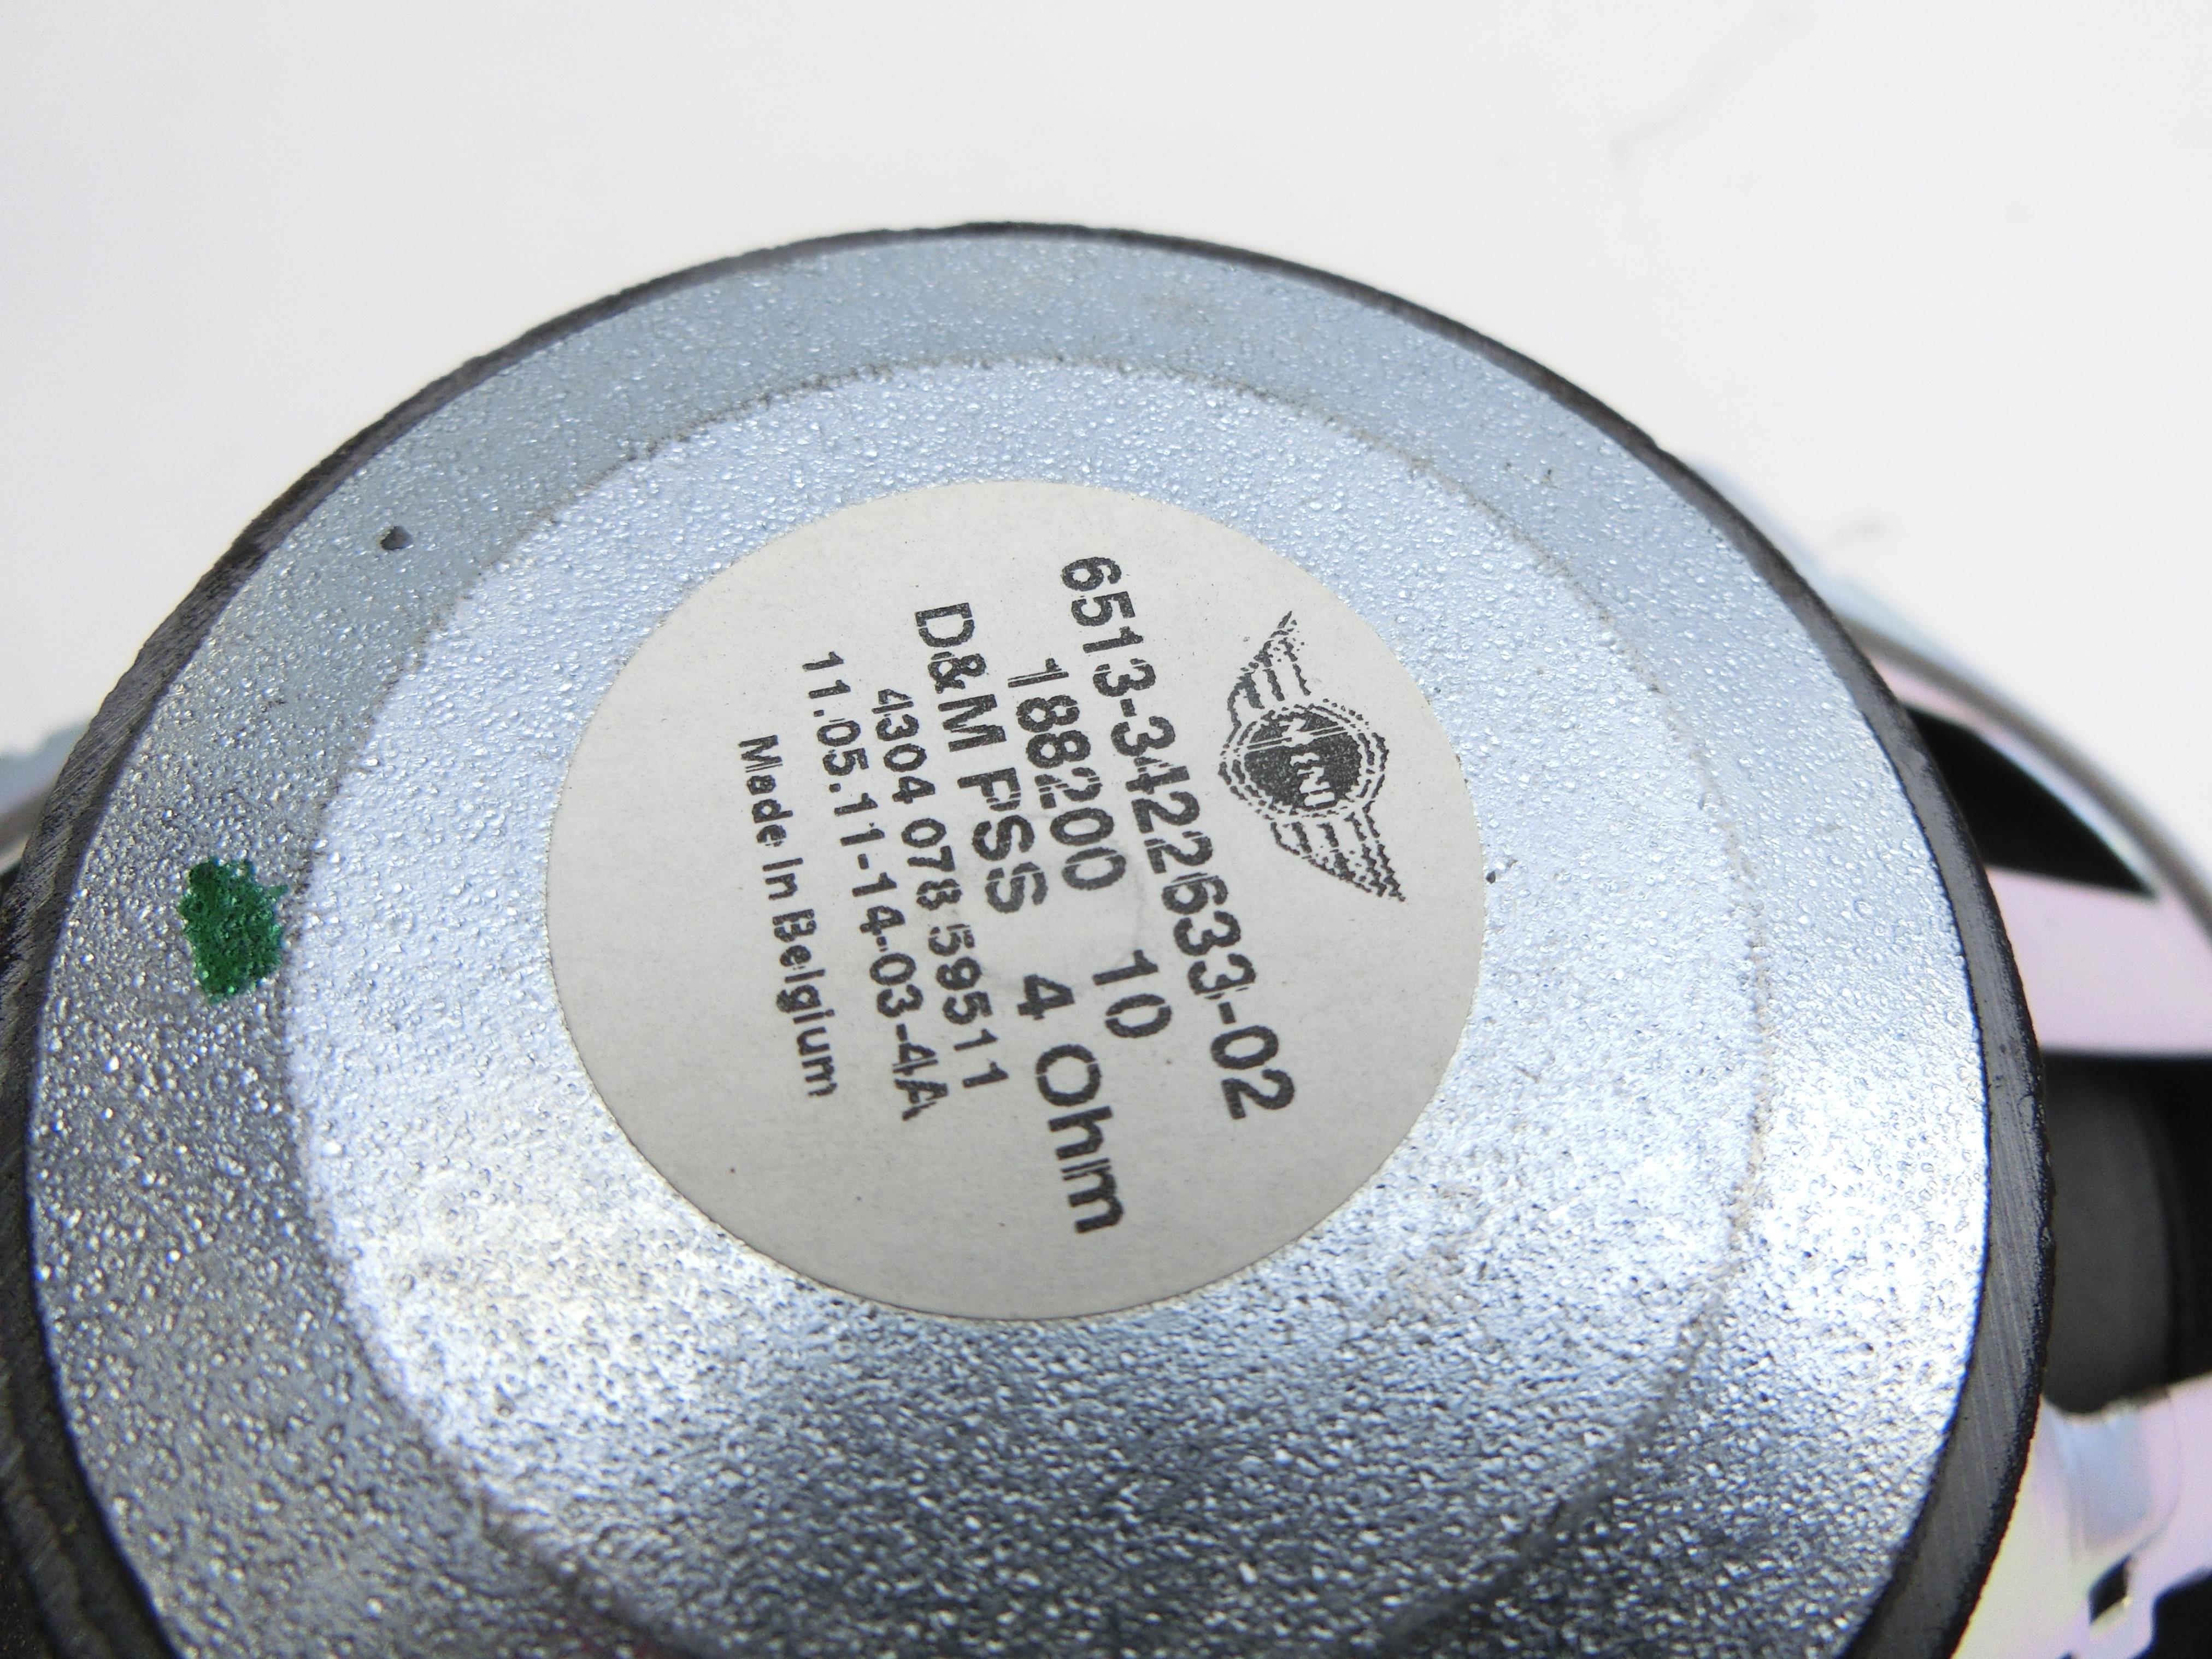 MINI
6513-3422633-02
188200 10
D&M PSS 4 Ohm
4304 078 59511
11.05.11-14-03-4A
Made In Belgium